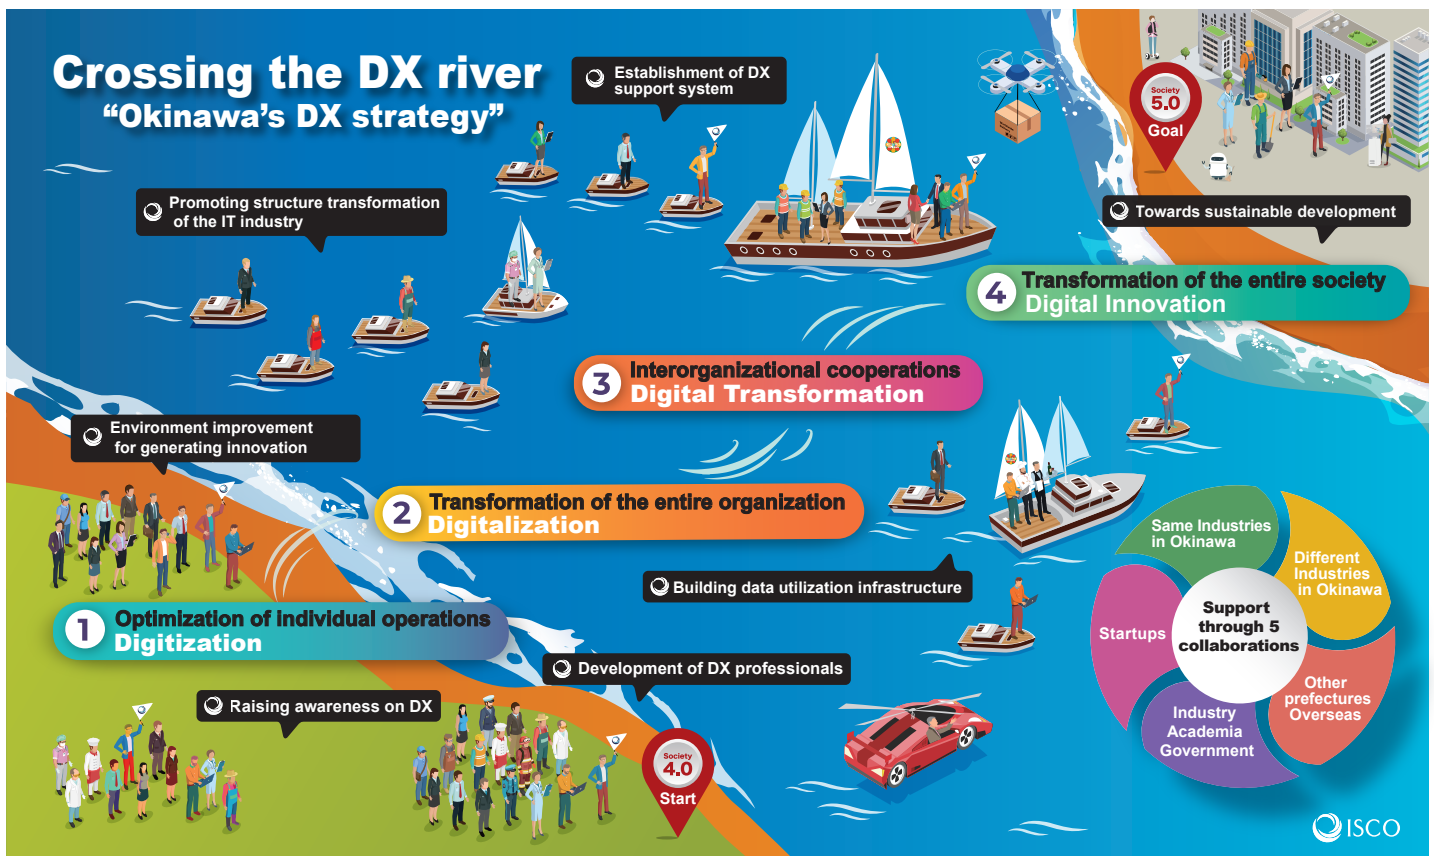 Crossing the DX river
“Okinawa’s DX strategy”
Establishment of DX
support system
Society
5.0
Goal
Promoting structure transformation
of the IT industry
Towards sustainable development
4
Transformation of the entire society
Digital Innovation
3
Interorganizational cooperations
Digital Transformation
Environment improvement
for generating innovation
2
Transformation of the entire organization
Digitalization
Building data utilization infrastructure
1
Optimization of individual operations
Digitization
Development of DX professionals
Raising awareness on DX
Society
4.0
Start
Same Industries
in Okinawa
Different
Industries
in Okinawa
Support
through 5
collaborations
Startups
Other
prefectures
Overseas
Industry
Academia
Government
ISCO